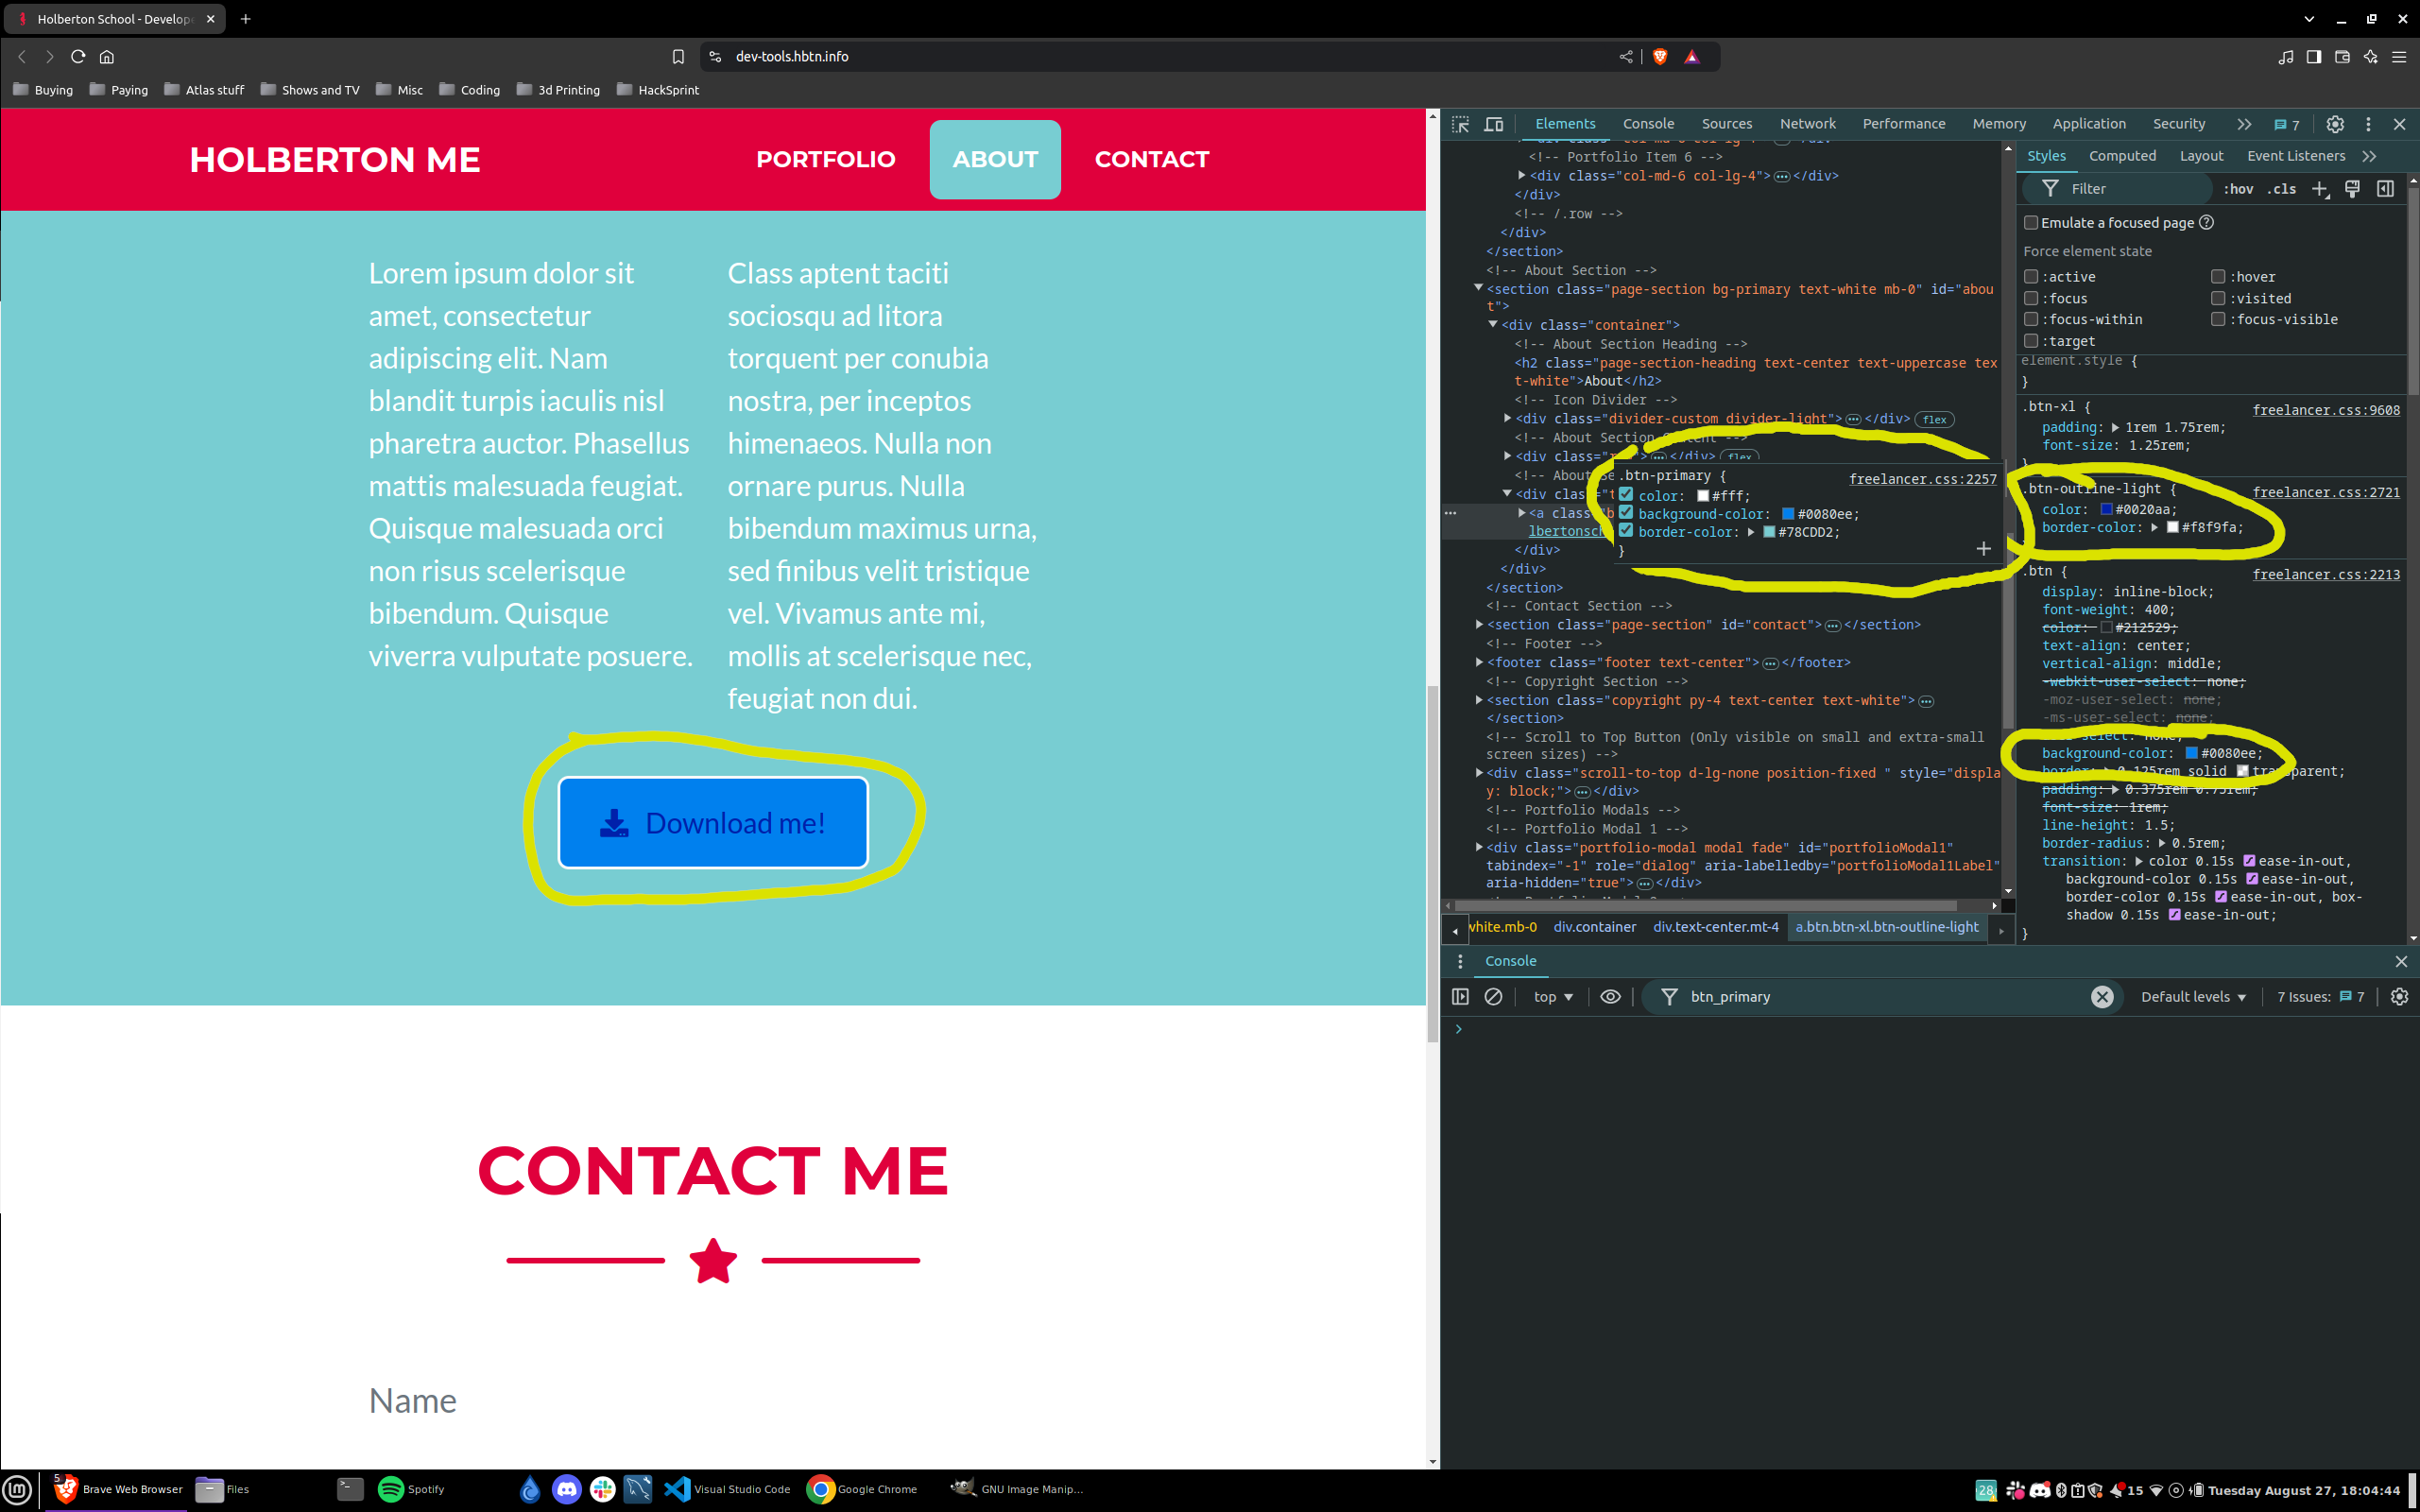 Holberton School - Develop
dev-tools.hbtn.info
Buying Paying Atlas stuff Shows and TV Misc Coding 3d Printing HackSprint
HOLBERTON ME
PORTFOLIO ABOUT CONTACT
Lorem ipsum dolor sit
amet, consectetur
adipiscing elit. Nam
blandit turpis iaculis nisl
pharetra auctor. Phasellus
mattis malesuada feugiat.
Quisque malesuada orci
non risus scelerisque
bibendum. Quisque
viverra vulputate posuere.
Class aptent taciti
sociosqu ad litora
torquent per conubia
nostra, per inceptos
himenaeos. Nulla non
ornare purus. Nulla
bibendum maximus urna,
sed finibus velit tristique
vel. Vivamus ante mi,
mollis at scelerisque nec,
feugiat non dui.
Download me!
CONTACT ME
Name
Elements Console Sources Network Performance Memory Application Security 7
<!-- Portfolio Item 6 -->
<div class="col-md-6 col-lg-4">…</div>
</div>
<!-- /.row -->
</div>
</section>
<!-- About Section -->
<section class="page-section bg-primary text-white mb-0" id="abou
t">
<div class="container">
<!-- About Section Heading -->
<h2 class="page-section-heading text-center text-uppercase tex
t-white">About</h2>
<!-- Icon Divider -->
<div class="divider-custom divider-light">…</div> flex
<!-- About Section Content -->
<div class="r …</div> flex
<!-- About Se
<div class="t
<a class="b
lbertonsch
</div>
</div>
</section>
<!-- Contact Section -->
<section class="page-section" id="contact">…</section>
<!-- Footer -->
<footer class="footer text-center">…</footer>
<!-- Copyright Section -->
<section class="copyright py-4 text-center text-white">…
</section>
<!-- Scroll to Top Button (Only visible on small and extra-small
screen sizes) -->
<div class="scroll-to-top d-lg-none position-fixed " style="displa
y: block;">…</div>
<!-- Portfolio Modals -->
<!-- Portfolio Modal 1 -->
<div class="portfolio-modal modal fade" id="portfolioModal1"
tabindex="-1" role="dialog" aria-labelledby="portfolioModal1Label"
aria-hidden="true">…</div>
.btn-primary { freelancer.css:2257
color: #fff;
background-color: #0080ee;
border-color: #78CDD2;
}
white.mb-0 div.container div.text-center.mt-4 a.btn.btn-xl.btn-outline-light
Styles Computed Layout Event Listeners
Filter :hov .cls
Emulate a focused page
Force element state
:active :hover
:focus :visited
:focus-within :focus-visible
:target
element.style {
}
.btn-xl { freelancer.css:9608
padding: 1rem 1.75rem;
font-size: 1.25rem;
}
.btn-outline-light { freelancer.css:2721
color: #0020aa;
border-color: #f8f9fa;
.btn { freelancer.css:2213
display: inline-block;
font-weight: 400;
color: #212529;
text-align: center;
vertical-align: middle;
-webkit-user-select: none;
-moz-user-select: none;
-ms-user-select: none;
select: none;
background-color: #0080ee;
border: 0.125rem solid transparent;
padding: 0.375rem 0.75rem;
font-size: 1rem;
line-height: 1.5;
border-radius: 0.5rem;
transition: color 0.15s ease-in-out,
background-color 0.15s ease-in-out,
border-color 0.15s ease-in-out, box-
shadow 0.15s ease-in-out;
}
Console
top btn_primary Default levels 7 Issues: 7
5 Brave Web Browser Files Spotify Visual Studio Code Google Chrome GNU Image Manip... 28 15 Tuesday August 27, 18:04:44